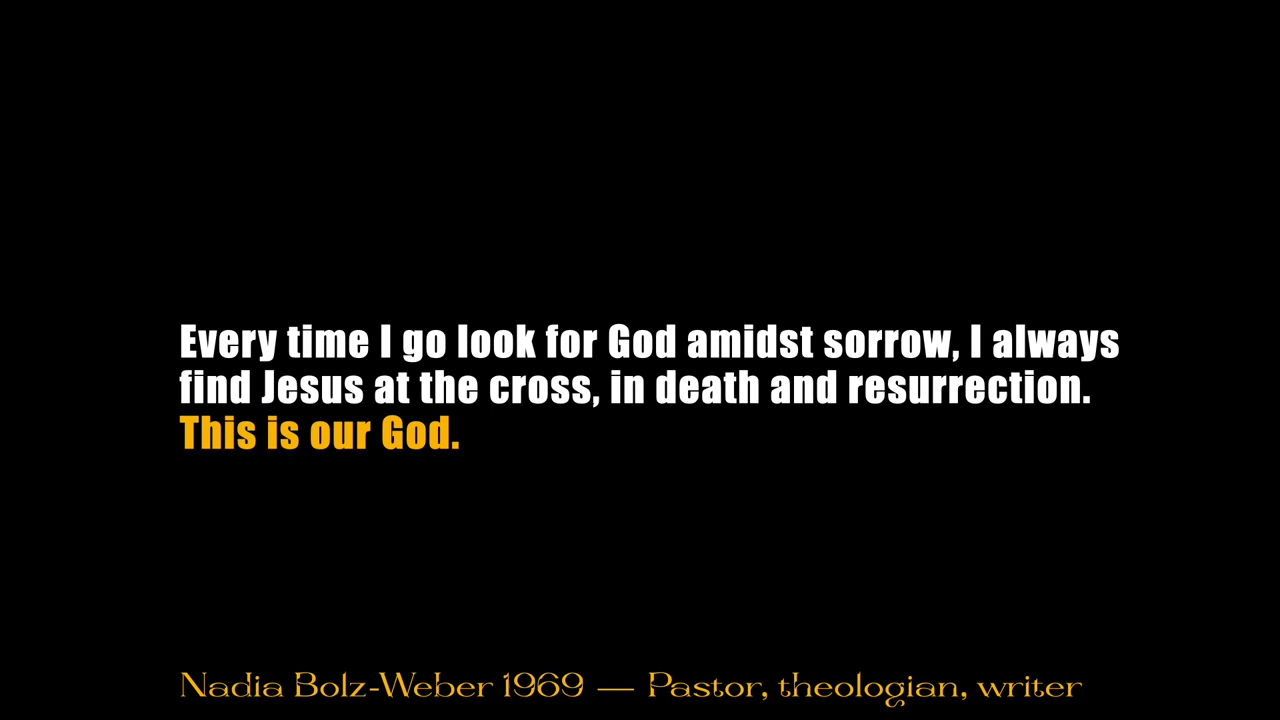 Every time I go look for God amidst sorrow, I always
find Jesus at the cross, in death and resurrection.
This is our God.
Nadia Bolz-Weber 1969 — Pastor, theologian, writer